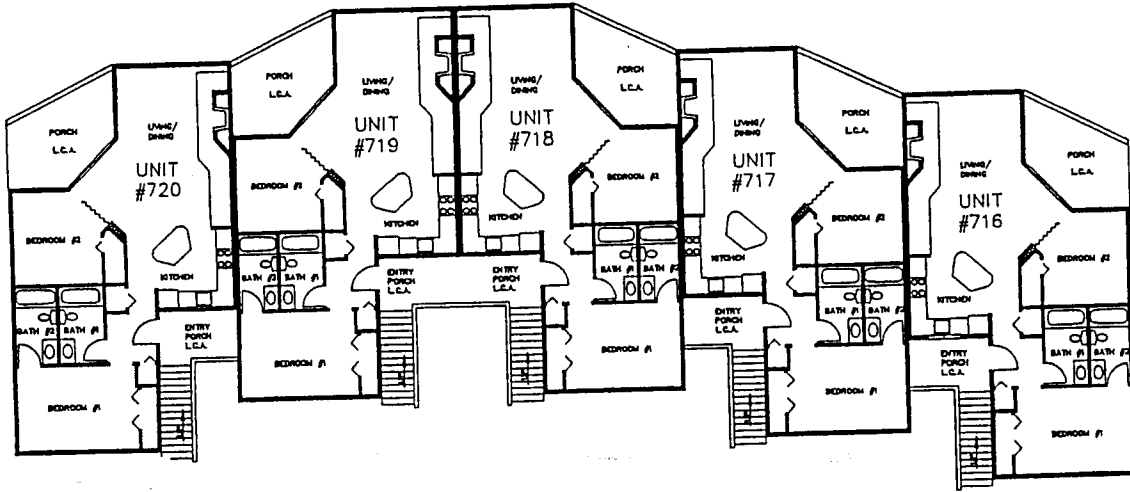 PORCH
L.C.A.
LIVING/
DINING
UNIT
#720
BEDROOM #2
KITCHEN
BATH #2
BATH #1
ENTRY
PORCH
L.C.A.
BEDROOM #1
PORCH
L.C.A.
LIVING/
DINING
UNIT
#719
BEDROOM #2
KITCHEN
BATH #2
BATH #1
ENTRY
PORCH
L.C.A.
BEDROOM #1
LIVING/
DINING
PORCH
L.C.A.
UNIT
#718
BEDROOM #2
KITCHEN
ENTRY
PORCH
L.C.A.
BATH #1
BATH #2
BEDROOM #1
LIVING/
DINING
PORCH
L.C.A.
UNIT
#717
BEDROOM #2
KITCHEN
BATH #1
BATH #2
ENTRY
PORCH
L.C.A.
BEDROOM #1
LIVING/
DINING
PORCH
L.C.A.
UNIT
#716
BEDROOM #2
KITCHEN
BATH #1
BATH #2
ENTRY
PORCH
L.C.A.
BEDROOM #1